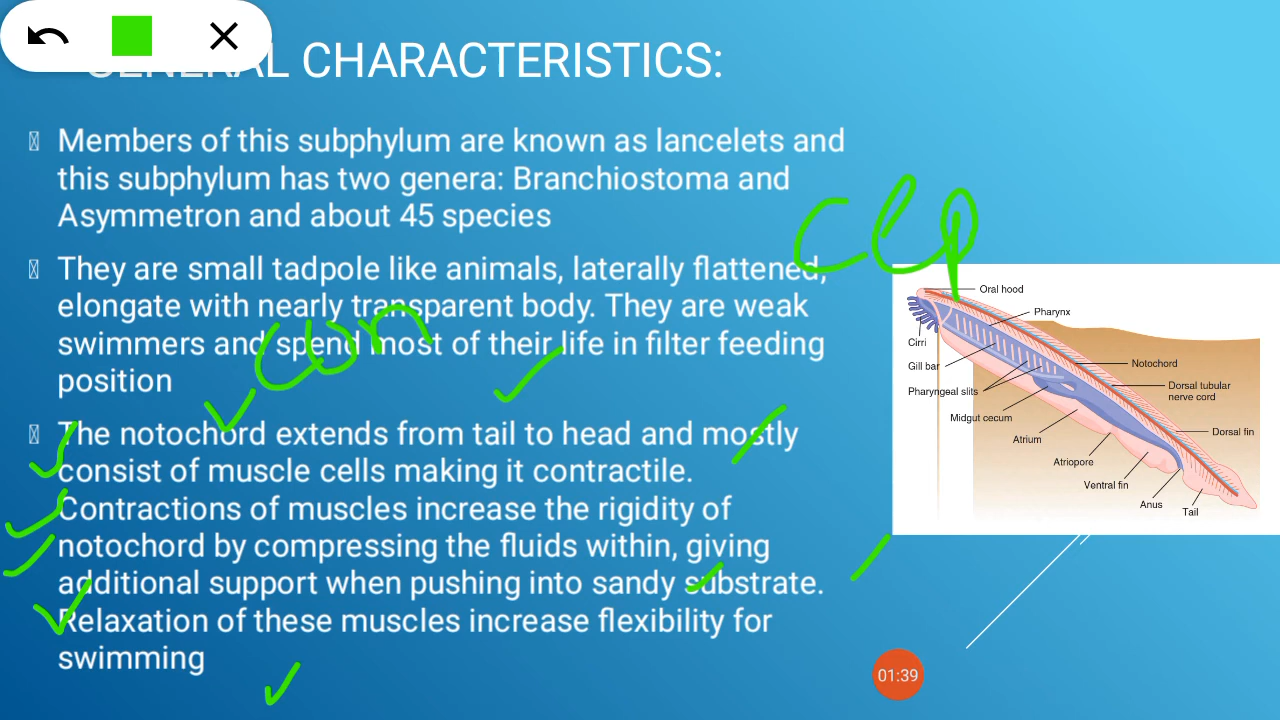 GENERAL CHARACTERISTICS:
Members of this subphylum are known as lancelets and
this subphylum has two genera: Branchiostoma and
Asymmetron and about 45 species
They are small tadpole like animals, laterally flattened,
elongate with nearly transparent body. They are weak
swimmers and spend most of their life in filter feeding
position
The notochord extends from tail to head and mostly
consist of muscle cells making it contractile.
Contractions of muscles increase the rigidity of
notochord by compressing the fluids within, giving
additional support when pushing into sandy substrate.
Relaxation of these muscles increase flexibility for
swimming
Oral hood
Pharynx
Cirri
Gill bar
Notochord
Pharyngeal slits
Dorsal tubular
nerve cord
Midgut cecum
Atrium
Dorsal fin
Atriopore
Ventral fin
Anus
Tail
01:39